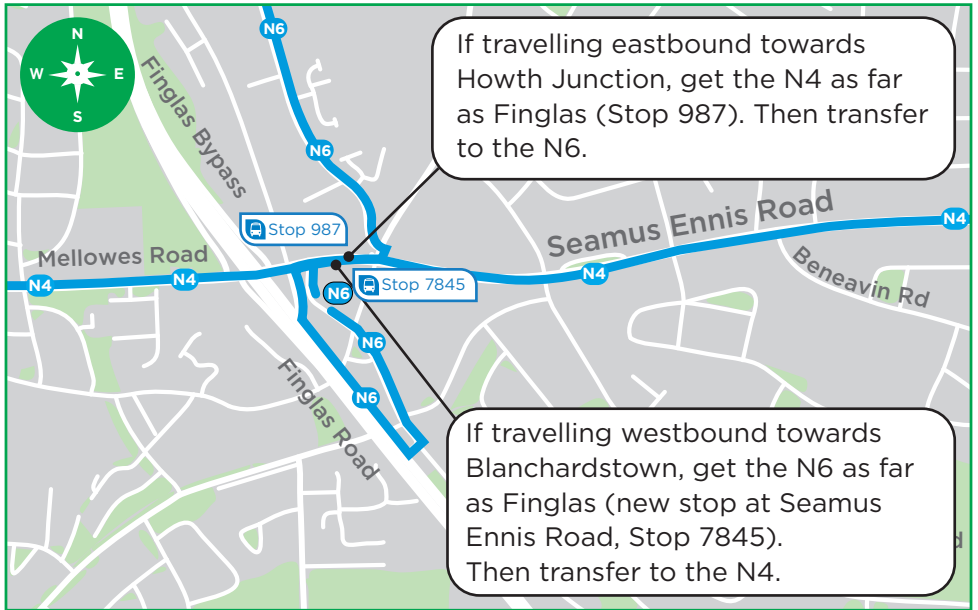 N
W
E
S
N6
Finglas Bypass
N6
If travelling eastbound towards
Howth Junction, get the N4 as far
as Finglas (Stop 987). Then transfer
to the N6.
Seamus Ennis Road
N4
Stop 987
Mellowes Road
N4
N4
N4
Beneavin Rd
Stop 7845
N6
N6
N6
Finglas Road
If travelling westbound towards
Blanchardstown, get the N6 as far
as Finglas (new stop at Seamus
Ennis Road, Stop 7845).
Then transfer to the N4.